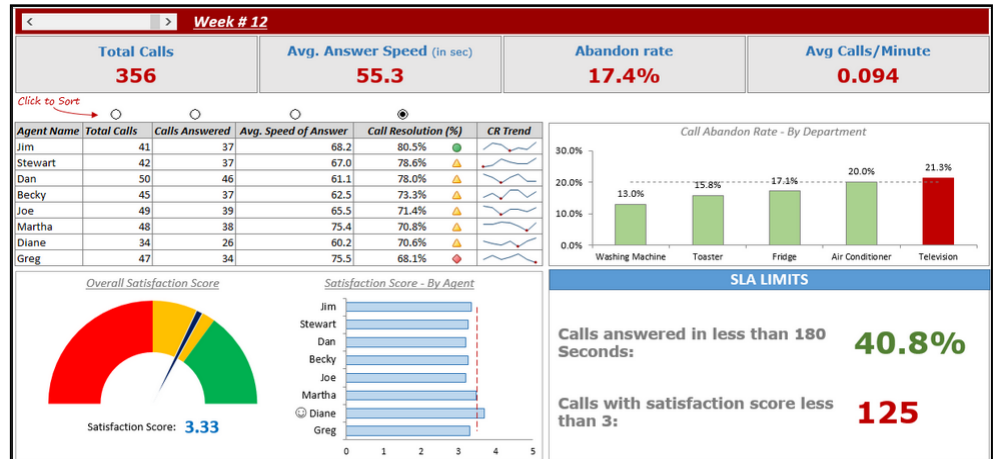 Week # 12
Total Calls
356
Avg. Answer Speed (in sec)
55.3
Abandon rate
17.4%
Avg Calls/Minute
0.094
Click to Sort
Agent Name Total Calls Calls Answered Avg. Speed of Answer Call Resolution (%) CR Trend
Jim 41 37 68.2 80.5%
Stewart 42 37 67.0 78.6%
Dan 50 46 61.1 78.0%
Becky 45 37 62.5 73.3%
Joe 49 39 65.5 71.4%
Martha 48 38 75.4 70.8%
Diane 34 26 60.2 70.6%
Greg 47 34 75.5 68.1%
Call Abandon Rate - By Department
30.0%
20.0%
10.0%
0.0%
13.0% 15.8% 17.1% 20.0% 21.3%
Washing Machine Toaster Fridge Air Conditioner Television
Overall Satisfaction Score
Satisfaction Score: 3.33
Satisfaction Score - By Agent
Jim
Stewart
Dan
Becky
Joe
Martha
Diane
Greg
0 1 2 3 4 5
SLA LIMITS
Calls answered in less than 180
Seconds:
40.8%
Calls with satisfaction score less
than 3:
125